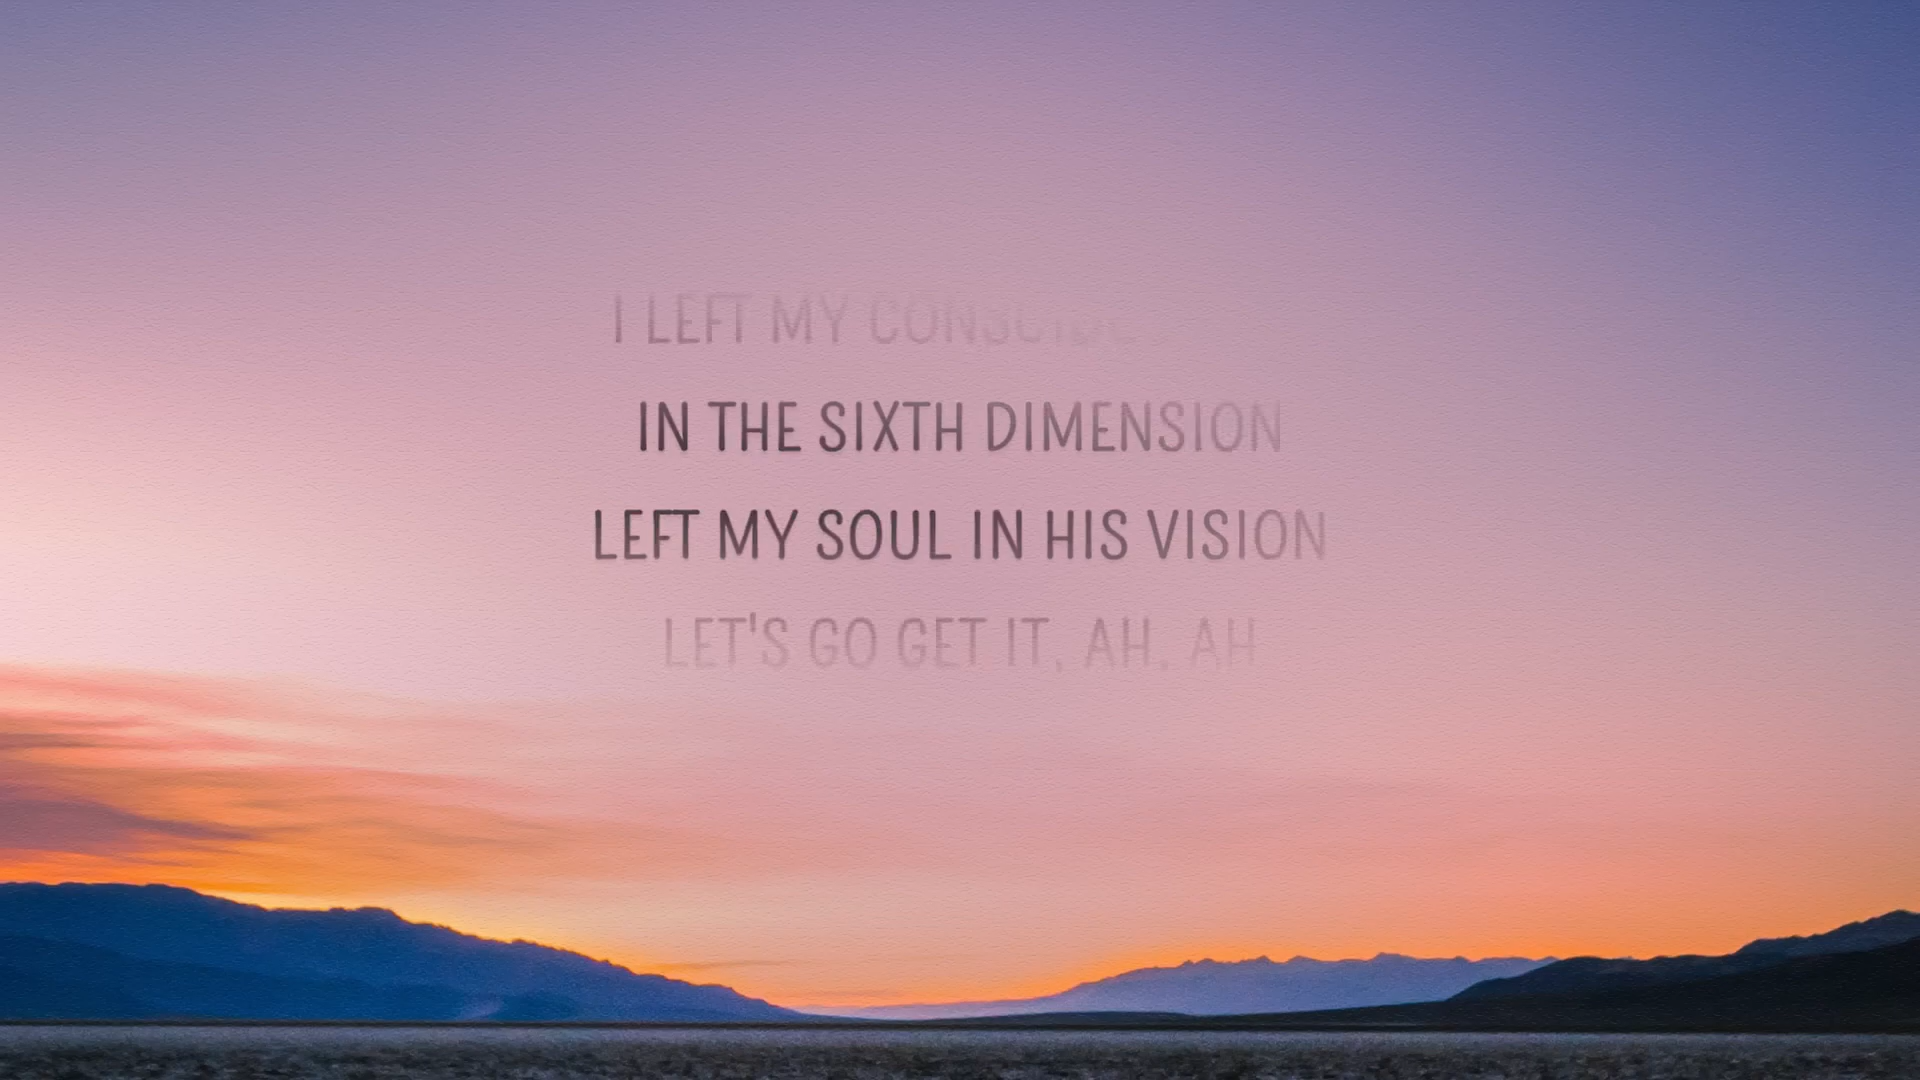 I LEFT MY
IN THE SIXTH DIMENSION
LEFT MY SOUL IN HIS VISION
LET'S GO GET IT, AH, AH